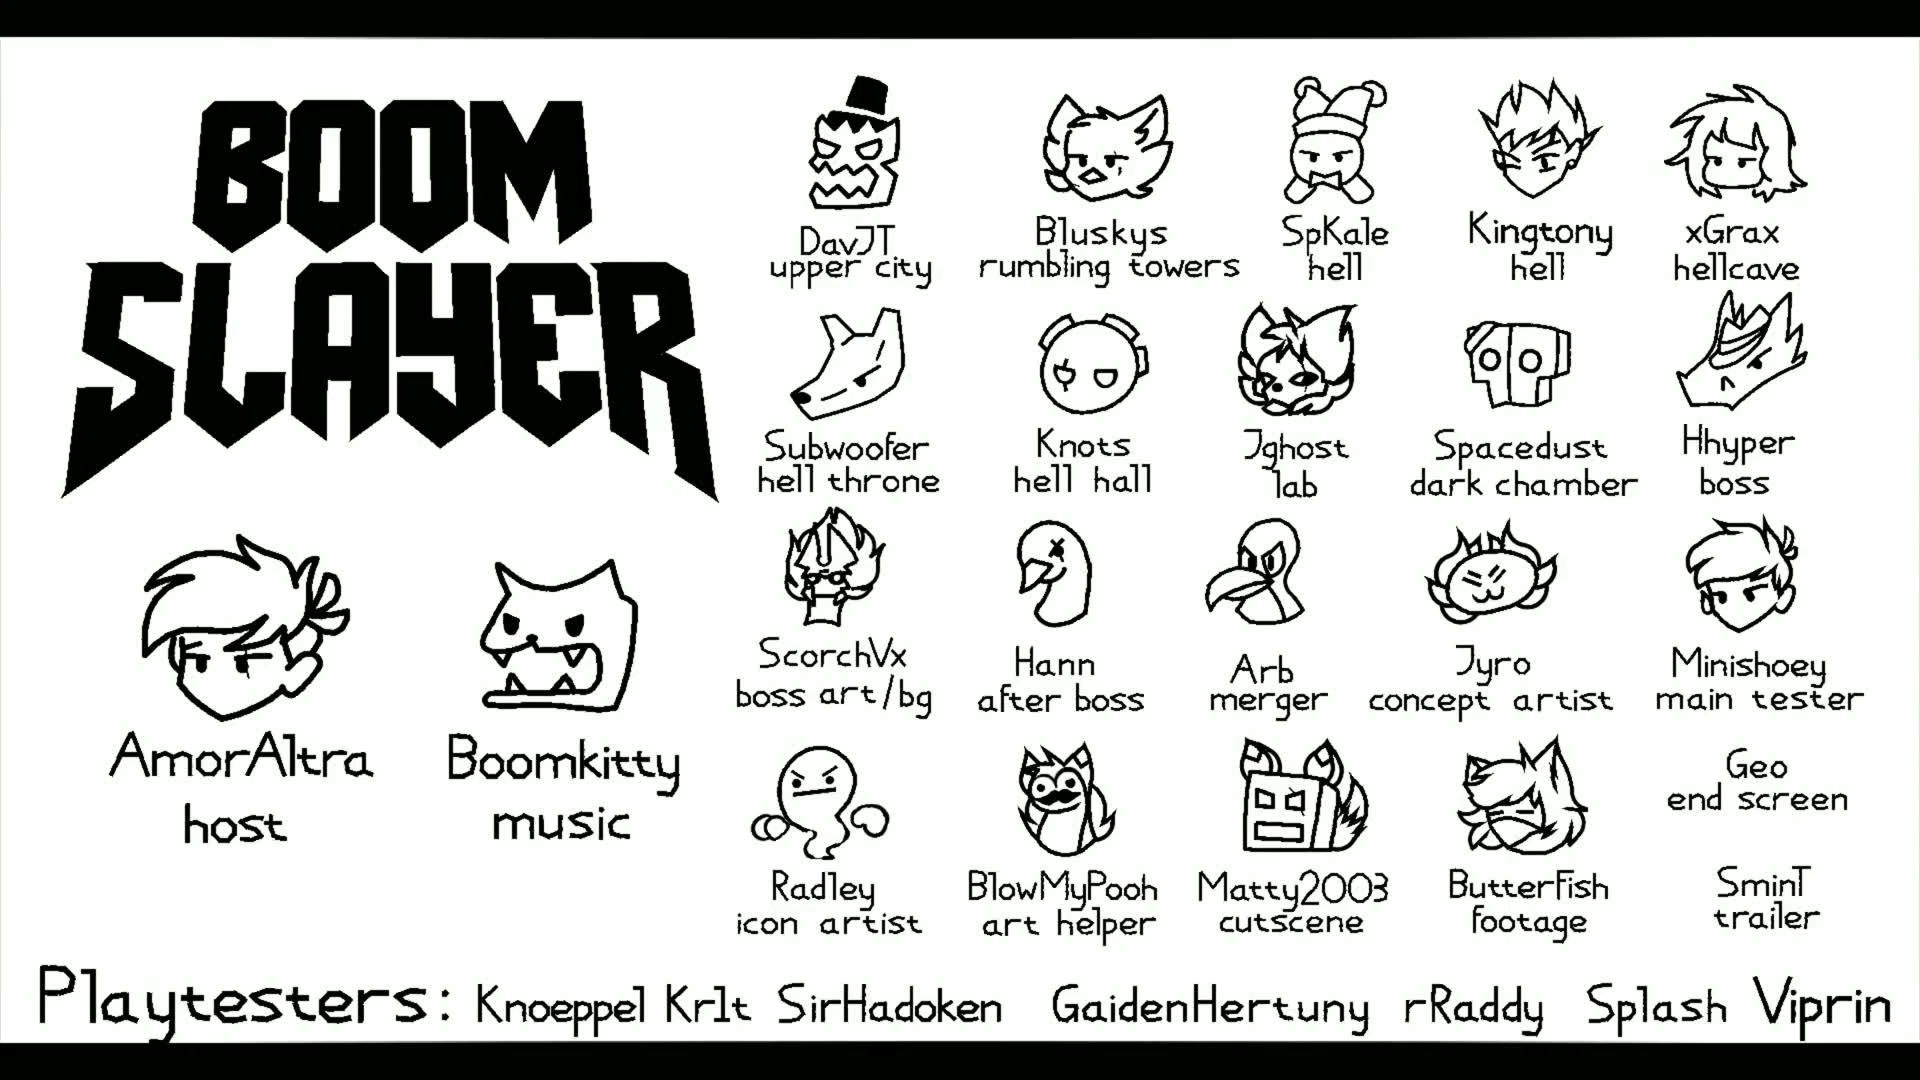 BOOM
SLAYER
AmorAltra
host
Boomkitty
music
DavJT
upper city
Bluskys
rumbling towers
SpKale
hell
Kingtony
hell
xGrax
hellcave
Subwoofer
hell throne
Knots
hell hall
Jghost
lab
Spacedust
dark chamber
Hhyper
boss
ScorchVx
boss art/bg
Hann
after boss
Arb
merger
Jyro
concept artist
Minishoey
main tester
Radley
icon artist
BlowMyPooh
art helper
Matty2003
cutscene
ButterFish
footage
Geo
end screen
SminT
trailer
Playtesters: Knoeppel Kr1t SirHadoken GaidenHertuny rRaddy Splash Viprin